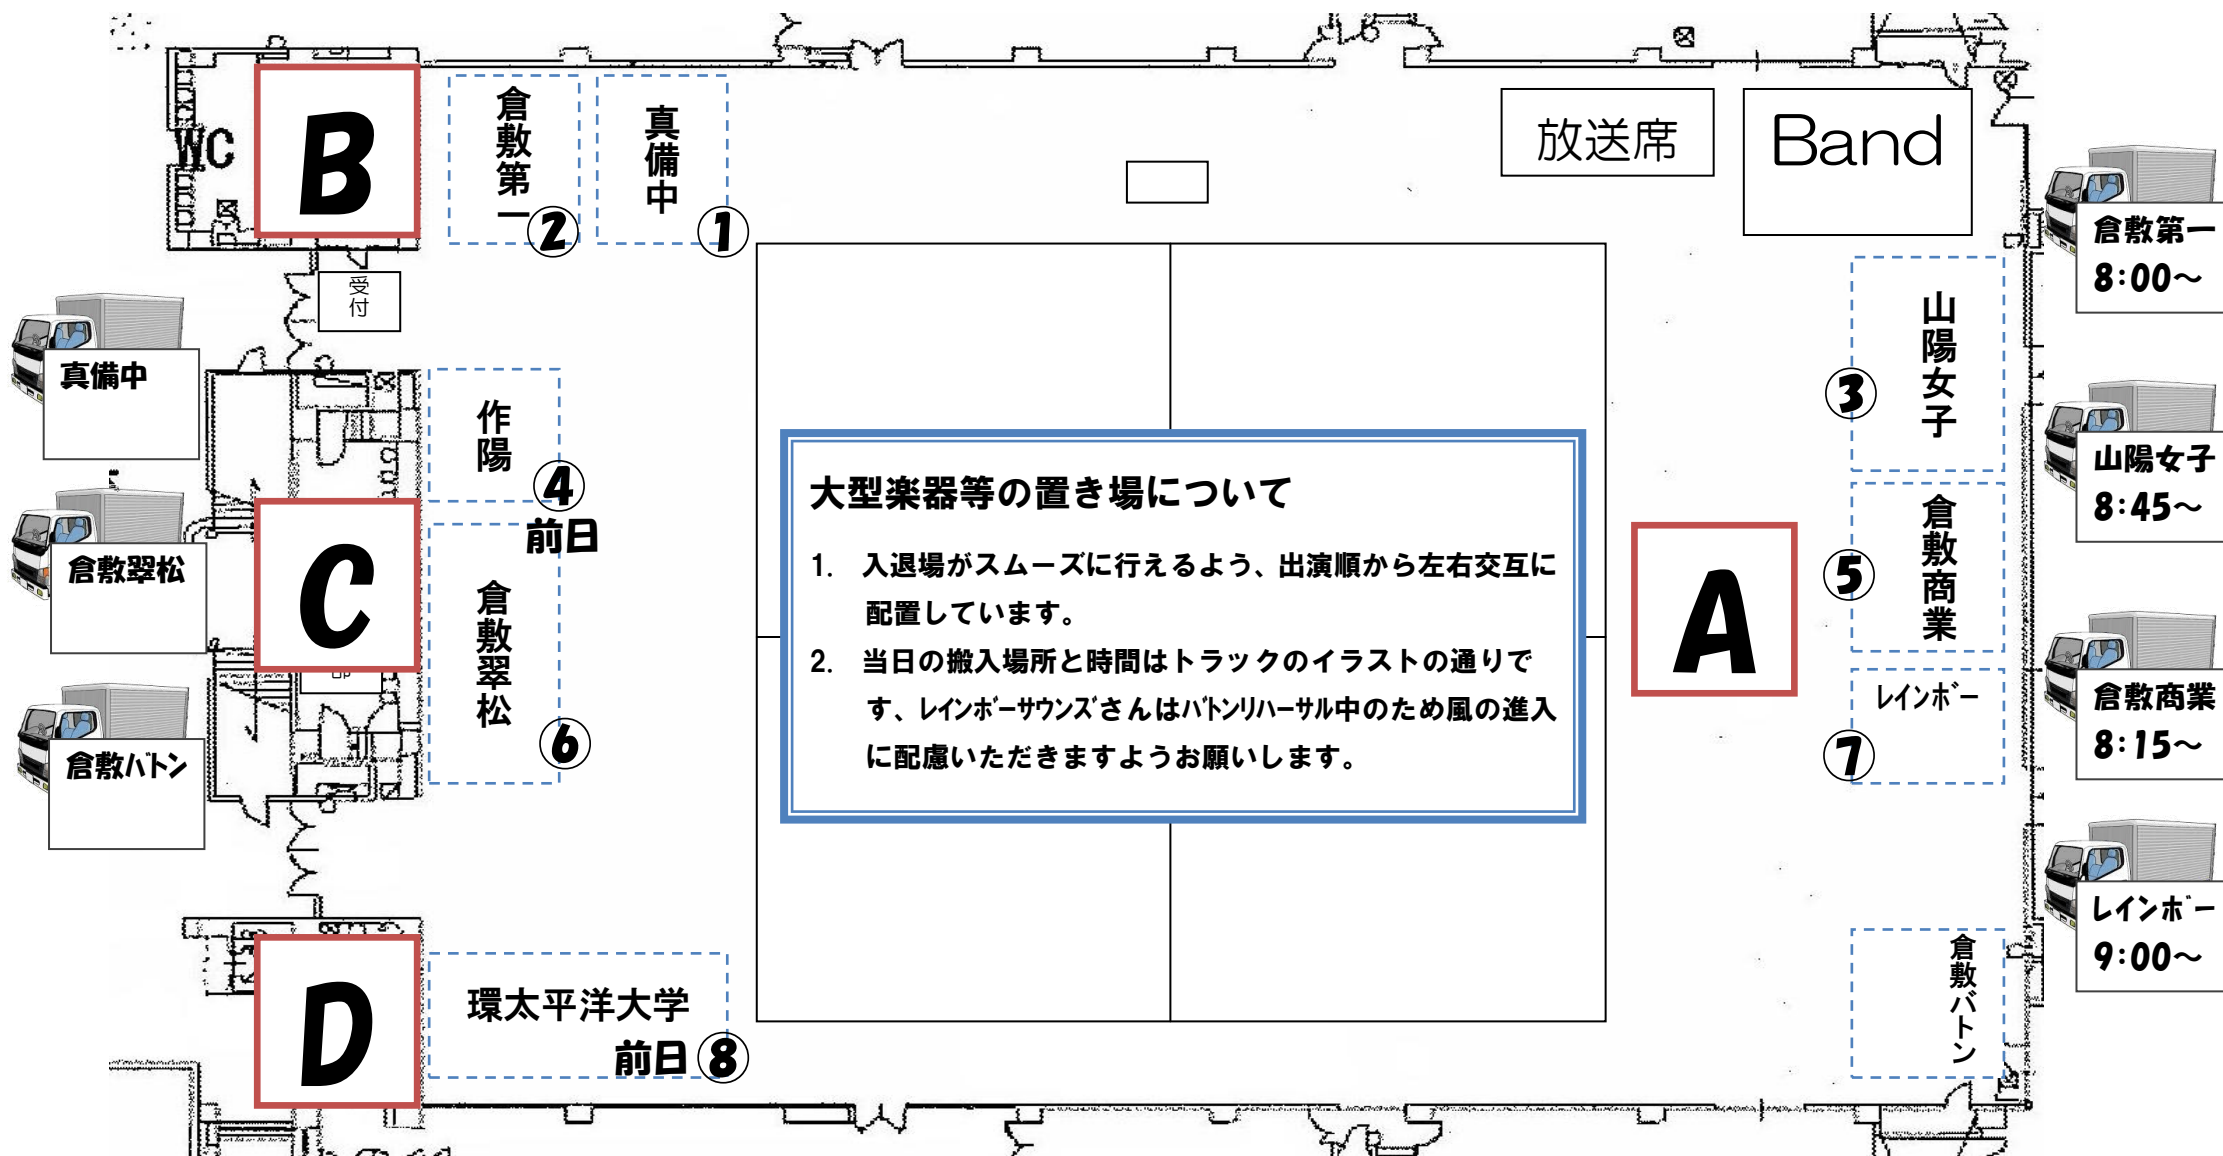 WC
B
倉敷第一
②
真備中
①
放送席
Band
倉敷第一
8:00～
受付
真備中
山陽女子
③
山陽女子
8:45～
作陽
④
前日
倉敷翠松
C
倉敷翠松
⑥
倉敷バトン
大型楽器等の置き場について
1. 入退場がスムーズに行えるよう、出演順から左右交互に
配置しています。
2. 当日の搬入場所と時間はトラックのイラストの通りで
す、レインボーサウンズさんはバトンリハーサル中のため風の進入
に配慮いただきますようお願いします。
A
倉敷商業
⑤
レインボー
⑦
倉敷商業
8:15～
レインボー
9:00～
D
環太平洋大学
前日
⑧
倉敷バトン